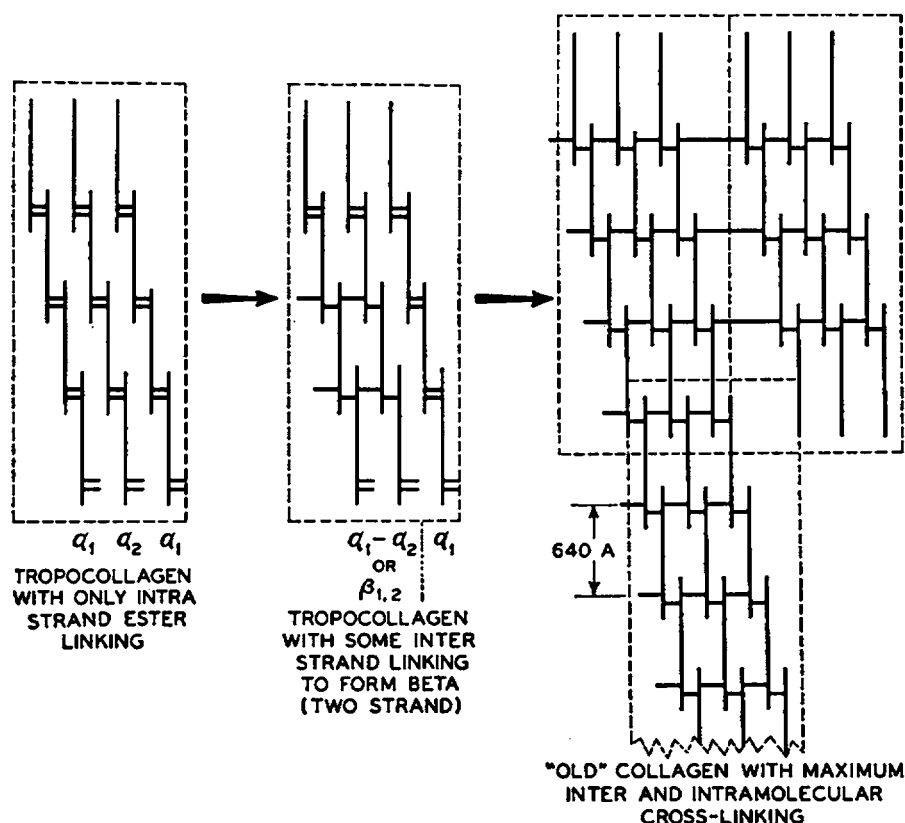 α₁ α₂ α₁
TROPOCOLLAGEN
WITH ONLY INTRA
STRAND ESTER
LINKING
α₁-α₂ α₁
OR
β₁,₂
TROPOCOLLAGEN
WITH SOME INTER
STRAND LINKING
TO FORM BETA
(TWO STRAND)
640 A
"OLD" COLLAGEN WITH MAXIMUM
INTER AND INTRAMOLECULAR
CROSS-LINKING